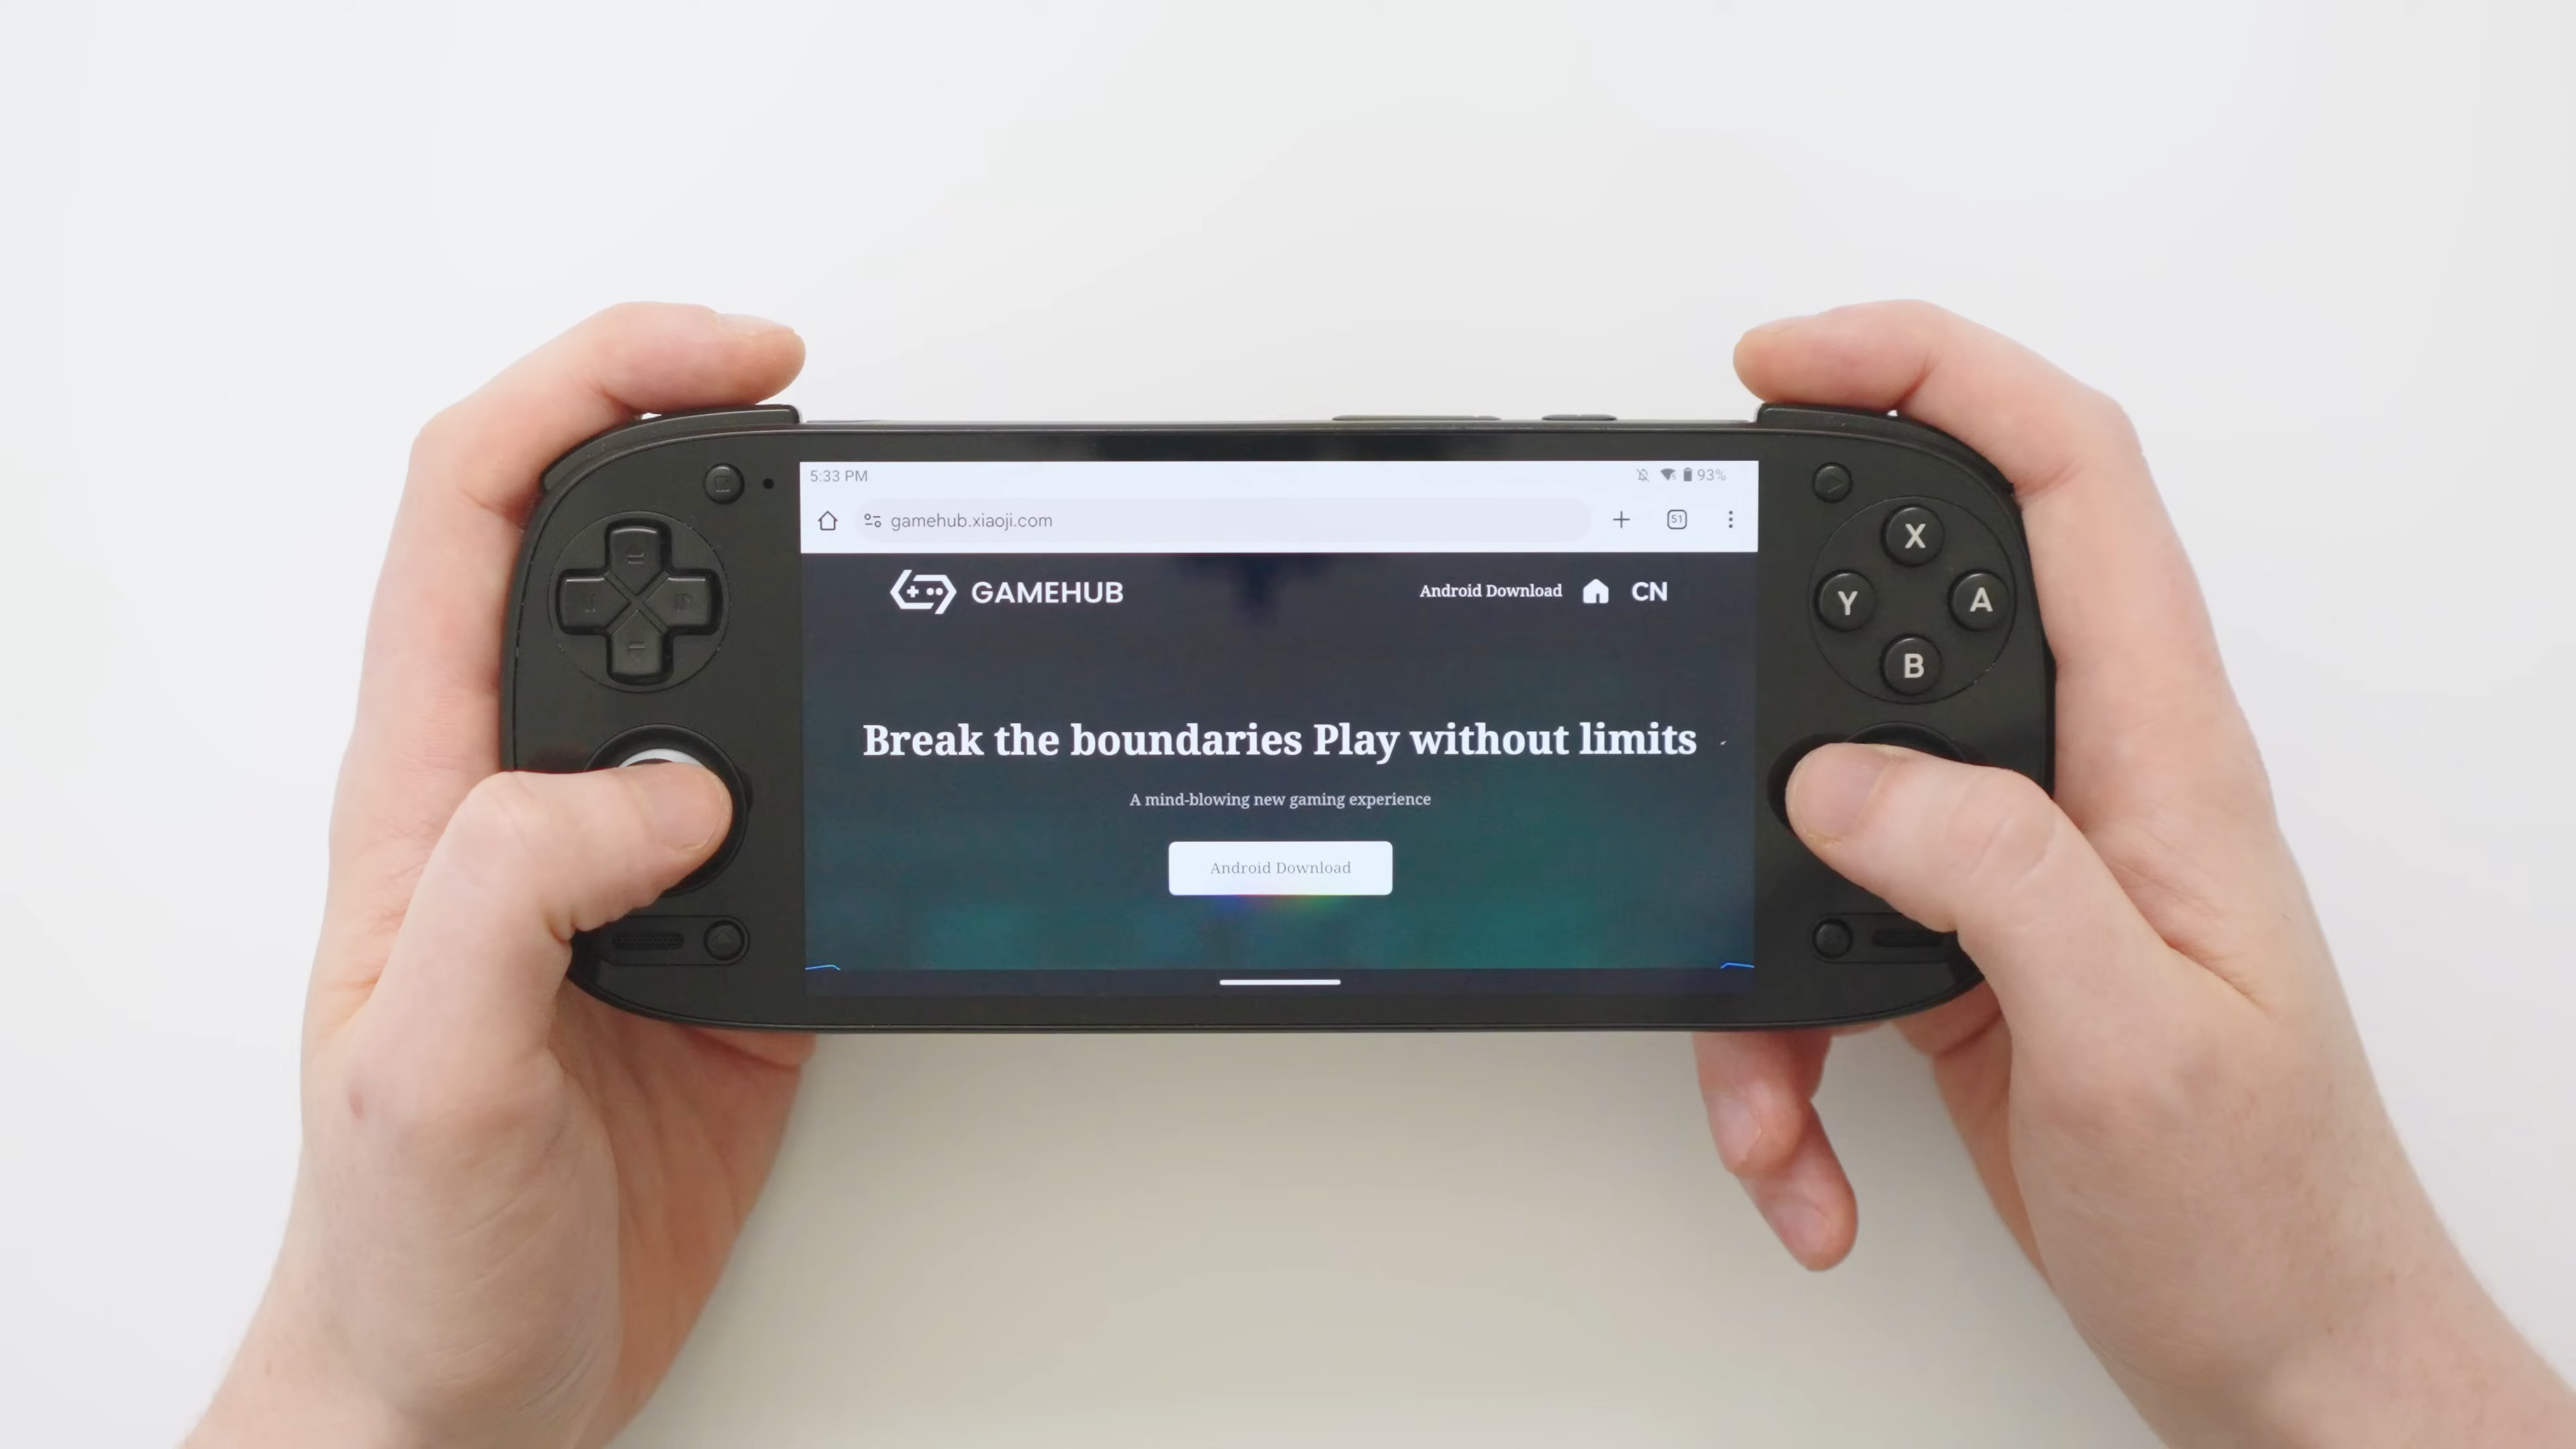 5:33 PM
93%
gamehub.xiaoji.com
51
GAMEHUB
Android Download
CN
X
Y
A
B
Break the boundaries Play without limits
A mind-blowing new gaming experience
Android Download